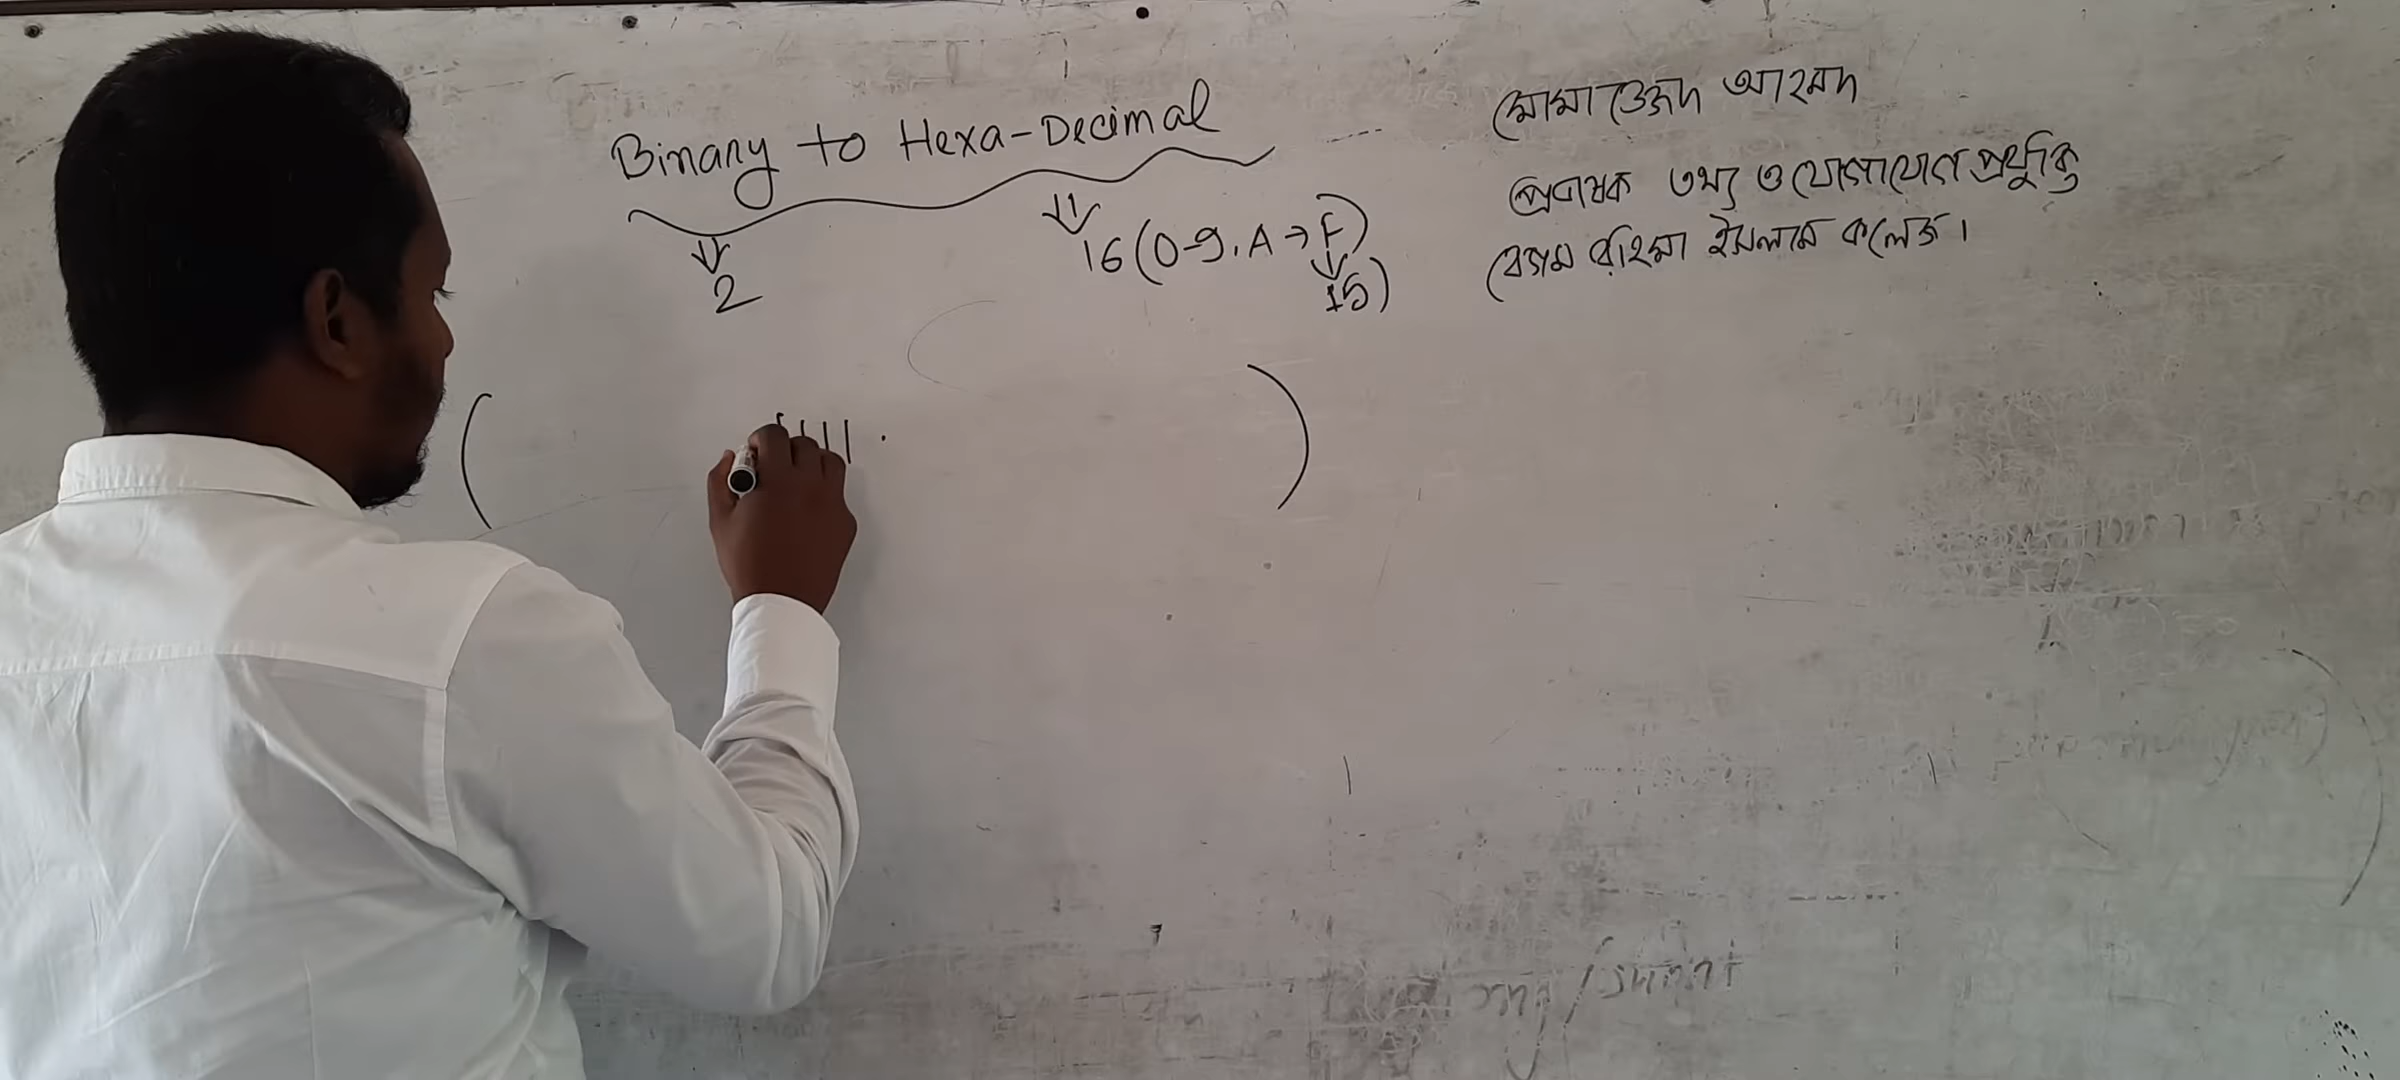 Binary to Hexa-Decimal
2
16 (0-9, A → F)
15)
মোয়াজ্জেম আহমদ
প্রভাষক তথ্য ও যোগাযোগ প্রযুক্তি
বেগম রহিমা ইসলাম কলেজ।
( 1111 . )